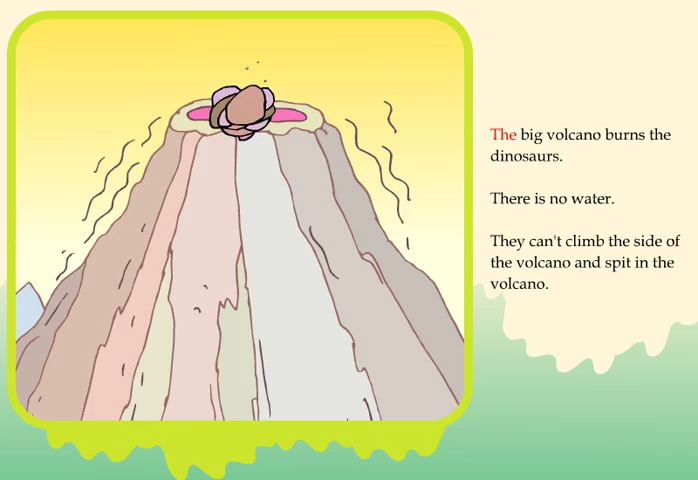 The big volcano burns the
dinosaurs.
There is no water.
They can't climb the side of
the volcano and spit in the
volcano.